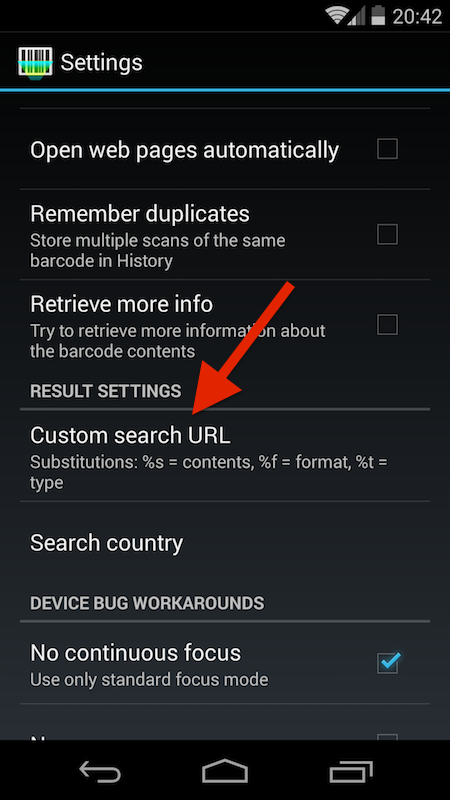 20:42
Settings
Open web pages automatically
Remember duplicates
Store multiple scans of the same
barcode in History
Retrieve more info
Try to retrieve more information about
the barcode contents
RESULT SETTINGS
Custom search URL
Substitutions: %s = contents, %f = format, %t =
type
Search country
DEVICE BUG WORKAROUNDS
No continuous focus
Use only standard focus mode